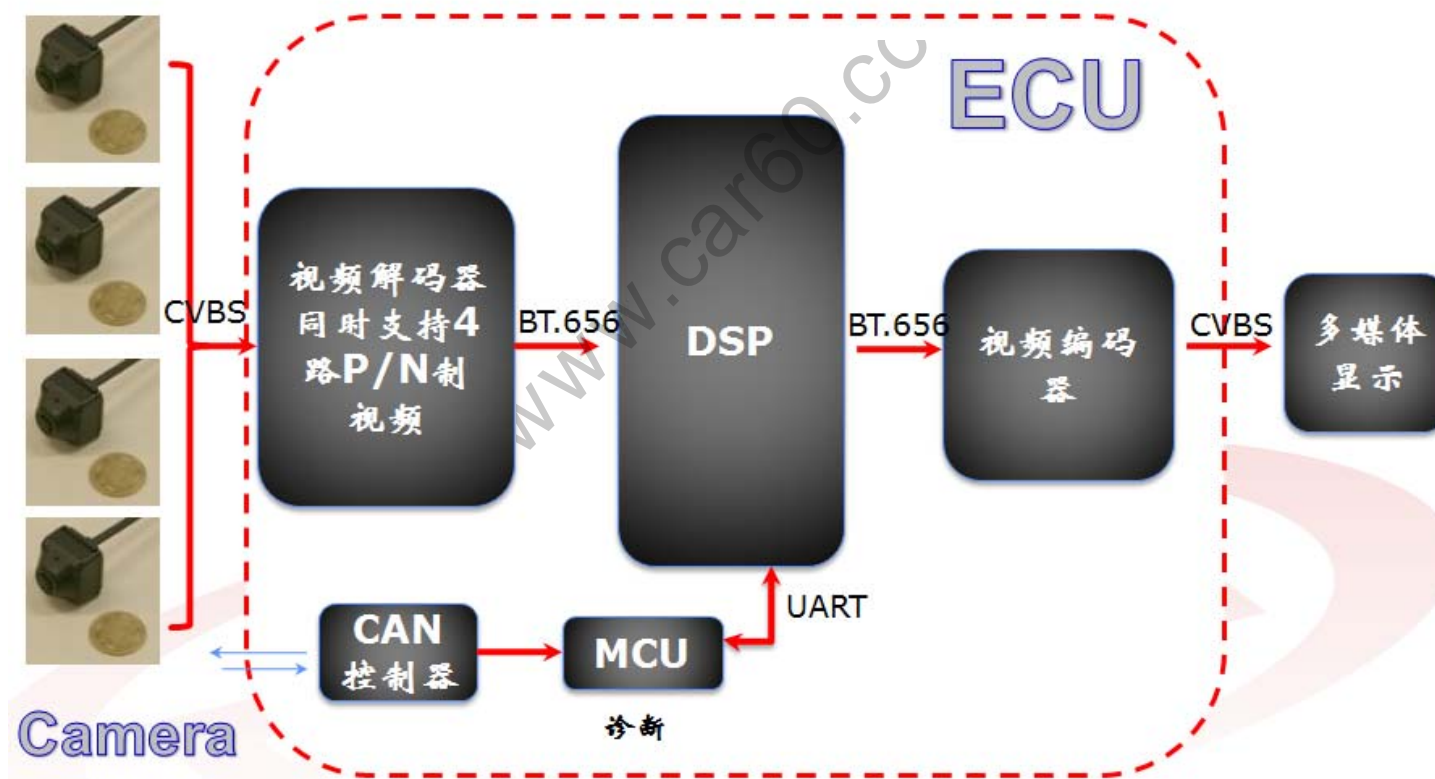 ECU
www.car60.cc
CVBS
视频解码器
同时支持4
路P/N制
视频
BT.656
DSP
BT.656
视频编码
器
CVBS
多媒体
显示
UART
CAN
控制器
MCU
诊断
Camera